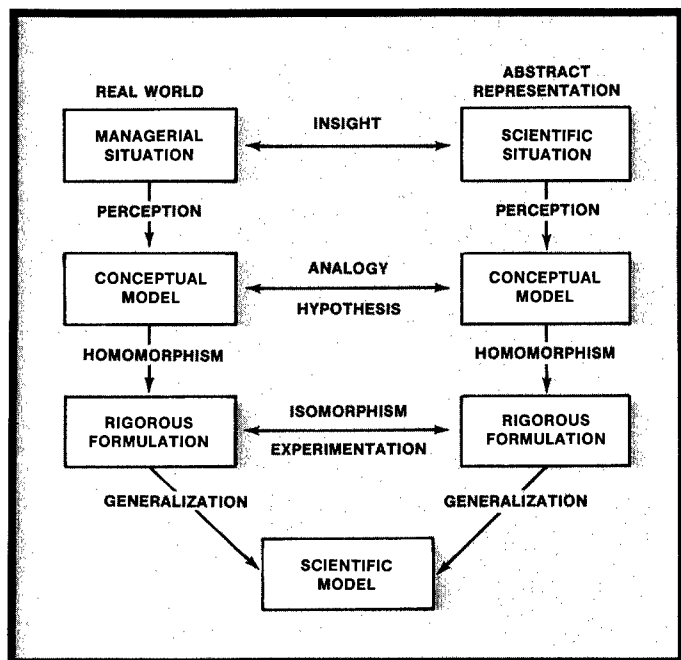 REAL WORLD
ABSTRACT
REPRESENTATION
MANAGERIAL
SITUATION
INSIGHT
SCIENTIFIC
SITUATION
PERCEPTION
PERCEPTION
CONCEPTUAL
MODEL
ANALOGY
HYPOTHESIS
CONCEPTUAL
MODEL
HOMOMORPHISM
HOMOMORPHISM
RIGOROUS
FORMULATION
ISOMORPHISM
EXPERIMENTATION
RIGOROUS
FORMULATION
GENERALIZATION
GENERALIZATION
SCIENTIFIC
MODEL